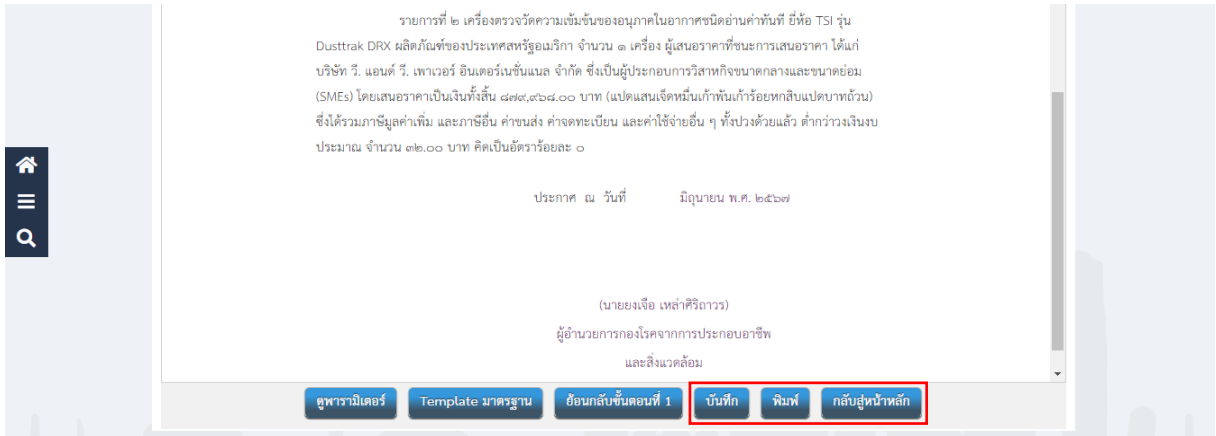 รายการที่ ๒ เครื่องตรวจวัดความเข้มข้นของอนุภาคในอากาศชนิดอ่านค่าทันที ยี่ห้อ TSI รุ่น
Dusttrak DRX ผลิตภัณฑ์ของประเทศสหรัฐอเมริกา จำนวน ๑ เครื่อง ผู้เสนอราคาที่ชนะการเสนอราคา ได้แก่
บริษัท วี. แอนด์ วี. เพาเวอร์ อินเตอร์เนชั่นแนล จำกัด ซึ่งเป็นผู้ประกอบการวิสาหกิจขนาดกลางและขนาดย่อม
(SMEs) โดยเสนอราคาเป็นเงินทั้งสิ้น ๘๗๙,๙๖๘.๐๐ บาท (แปดแสนเจ็ดหมื่นเก้าพันเก้าร้อยหกสิบแปดบาทถ้วน)
ซึ่งได้รวมภาษีมูลค่าเพิ่ม และภาษีอื่น ค่าขนส่ง ค่าจดทะเบียน และค่าใช้จ่ายอื่น ๆ ทั้งปวงด้วยแล้ว ต่ำกว่าวงเงินงบ
ประมาณ จำนวน ๓๒.๐๐ บาท คิดเป็นอัตราร้อยละ ๐
ประกาศ ณ วันที่ มิถุนายน พ.ศ. ๒๕๖๗
(นายยงเจือ เหล่าศิริถาวร)
ผู้อำนวยการกองโรคจากการประกอบอาชีพ
และสิ่งแวดล้อม
ดูพารามิเตอร์ Template มาตรฐาน ย้อนกลับขั้นตอนที่ 1 บันทึก พิมพ์ กลับสู่หน้าหลัก